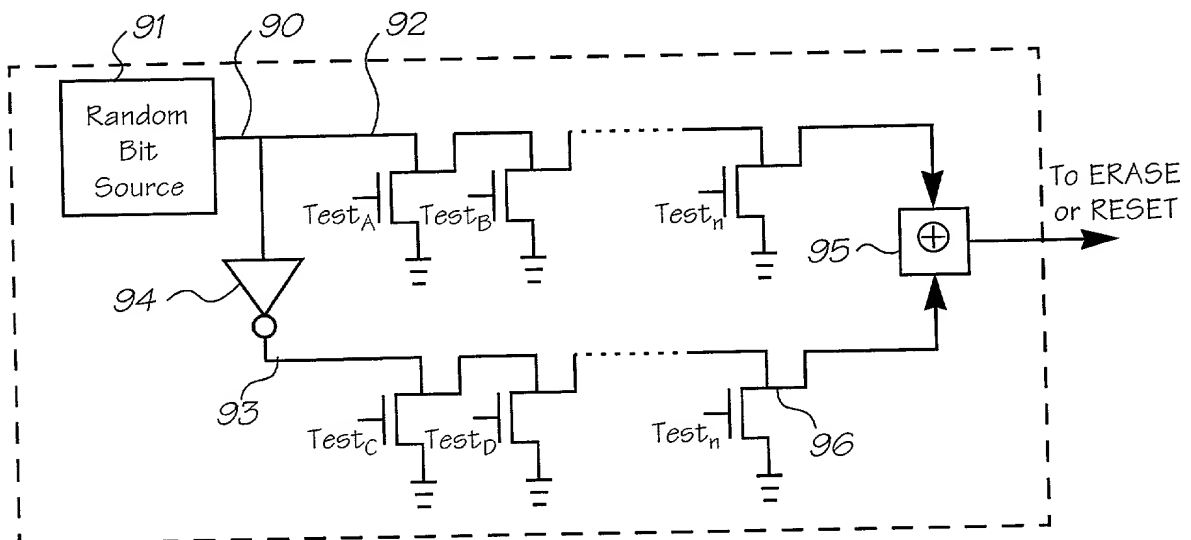 91
90
92
Random
Bit
Source
Test_A
Test_B
Test_n
To ERASE
or RESET
95
94
93
Test_C
Test_D
Test_n
96